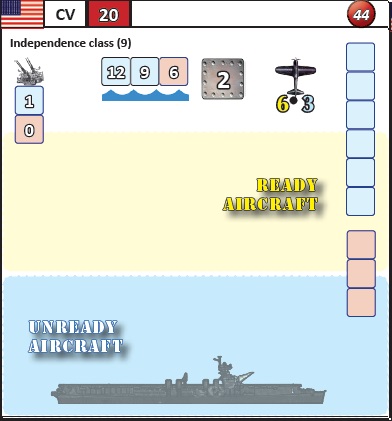 CV 20 44
Independence class (9)
12 9 6 2
1 6 3
0
READY
AIRCRAFT
UNREADY
AIRCRAFT